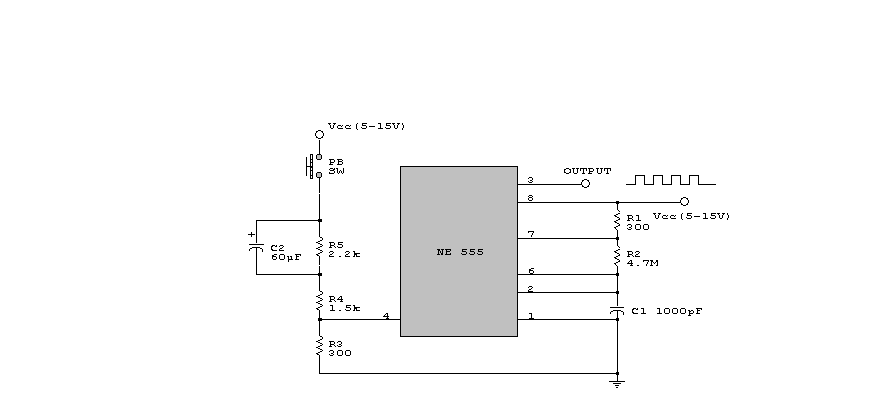 Vcc(5-15V)
PB
SW
OUTPUT
3
8
R1
300
Vcc(5-15V)
7
C2
60µF
R5
2.2k
NE 555
R2
4.7M
6
2
R4
1.5k
4
1
C1 1000pF
R3
300